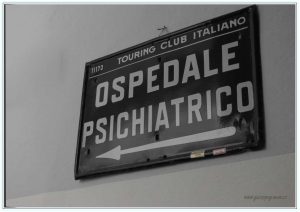 11173 TOURING CLUB ITALIANO
OSPEDALE
PSICHIATRICO